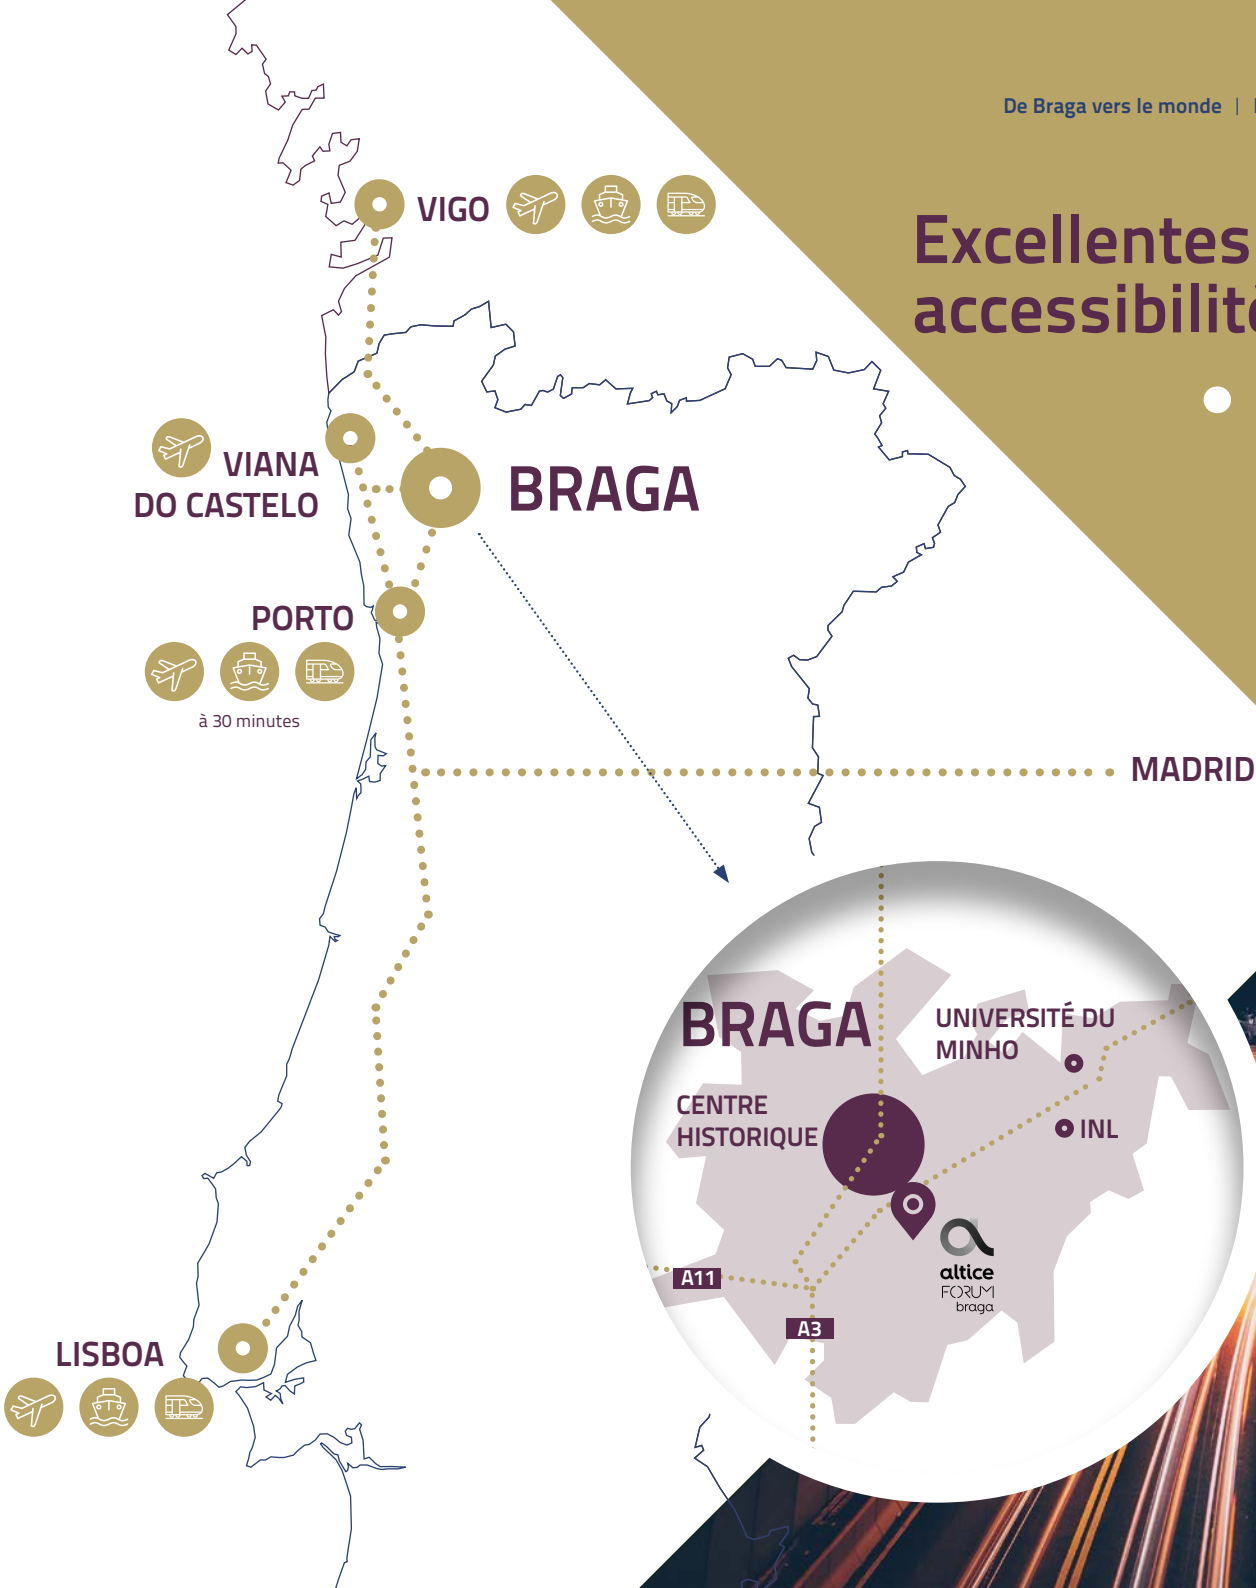 De Braga vers le monde |
Excellentes
VIGO
VIANA
DO CASTELO
BRAGA
PORTO
à 30 minutes
MADRID
BRAGA
UNIVERSITÉ DU
MINHO
CENTRE
HISTORIQUE
INL
altice
FORUM
braga
A11
A3
LISBOA